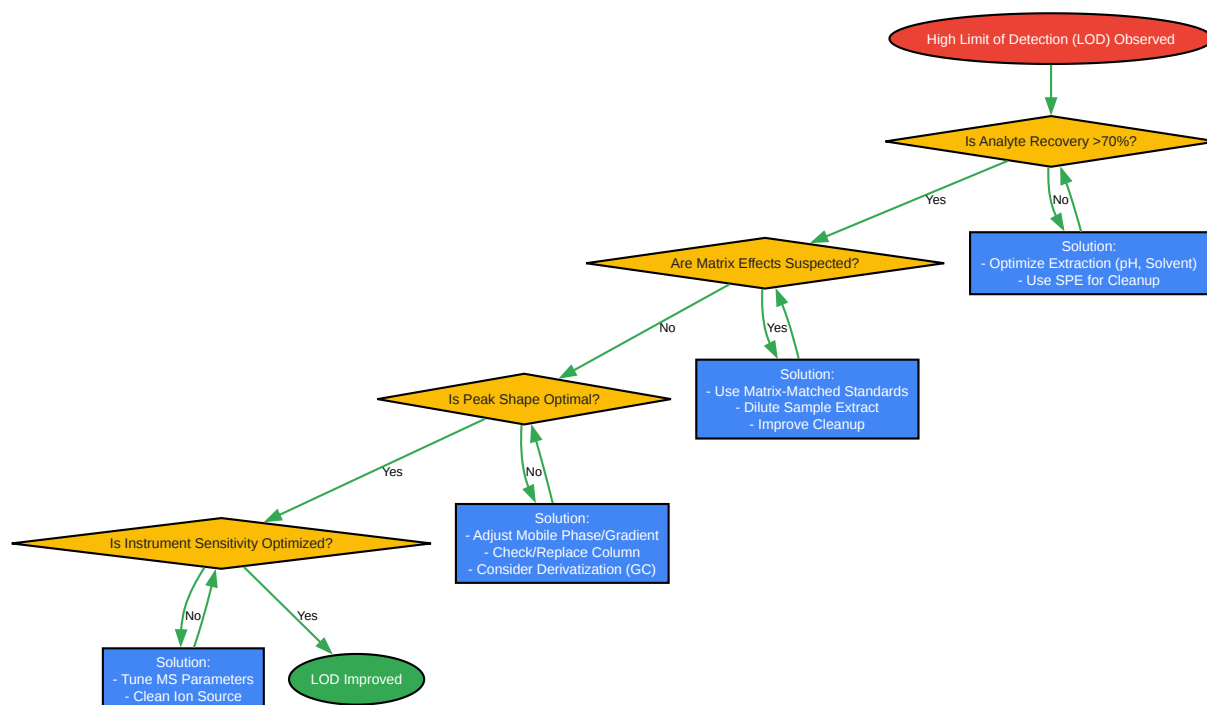 High Limit of Detection (LOD) Observed
Is Analyte Recovery >70%?
Yes
No
Solution:
- Optimize Extraction (pH, Solvent)
- Use SPE for Cleanup
Are Matrix Effects Suspected?
No
Yes
Solution:
- Use Matrix-Matched Standards
- Dilute Sample Extract
- Improve Cleanup
Is Peak Shape Optimal?
Yes
No
Solution:
- Adjust Mobile Phase/Gradient
- Check/Replace Column
- Consider Derivatization (GC)
Is Instrument Sensitivity Optimized?
No
Yes
Solution:
- Tune MS Parameters
- Clean Ion Source
LOD Improved